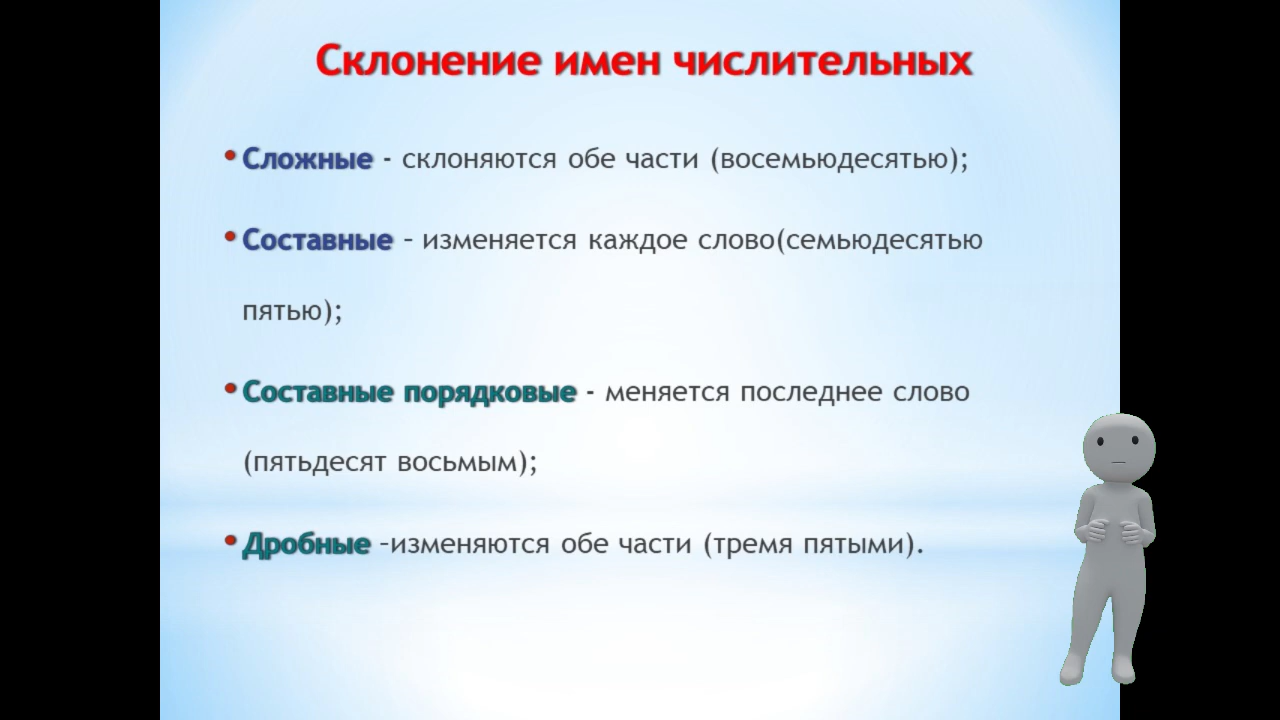 Склонение имен числительных
• Сложные - склоняются обе части (восемьюдесятью);
• Составные – изменяется каждое слово(семьюдесятью
пятью);
• Составные порядковые - меняется последнее слово
(пятьдесят восьмым);
• Дробные –изменяются обе части (тремя пятыми).